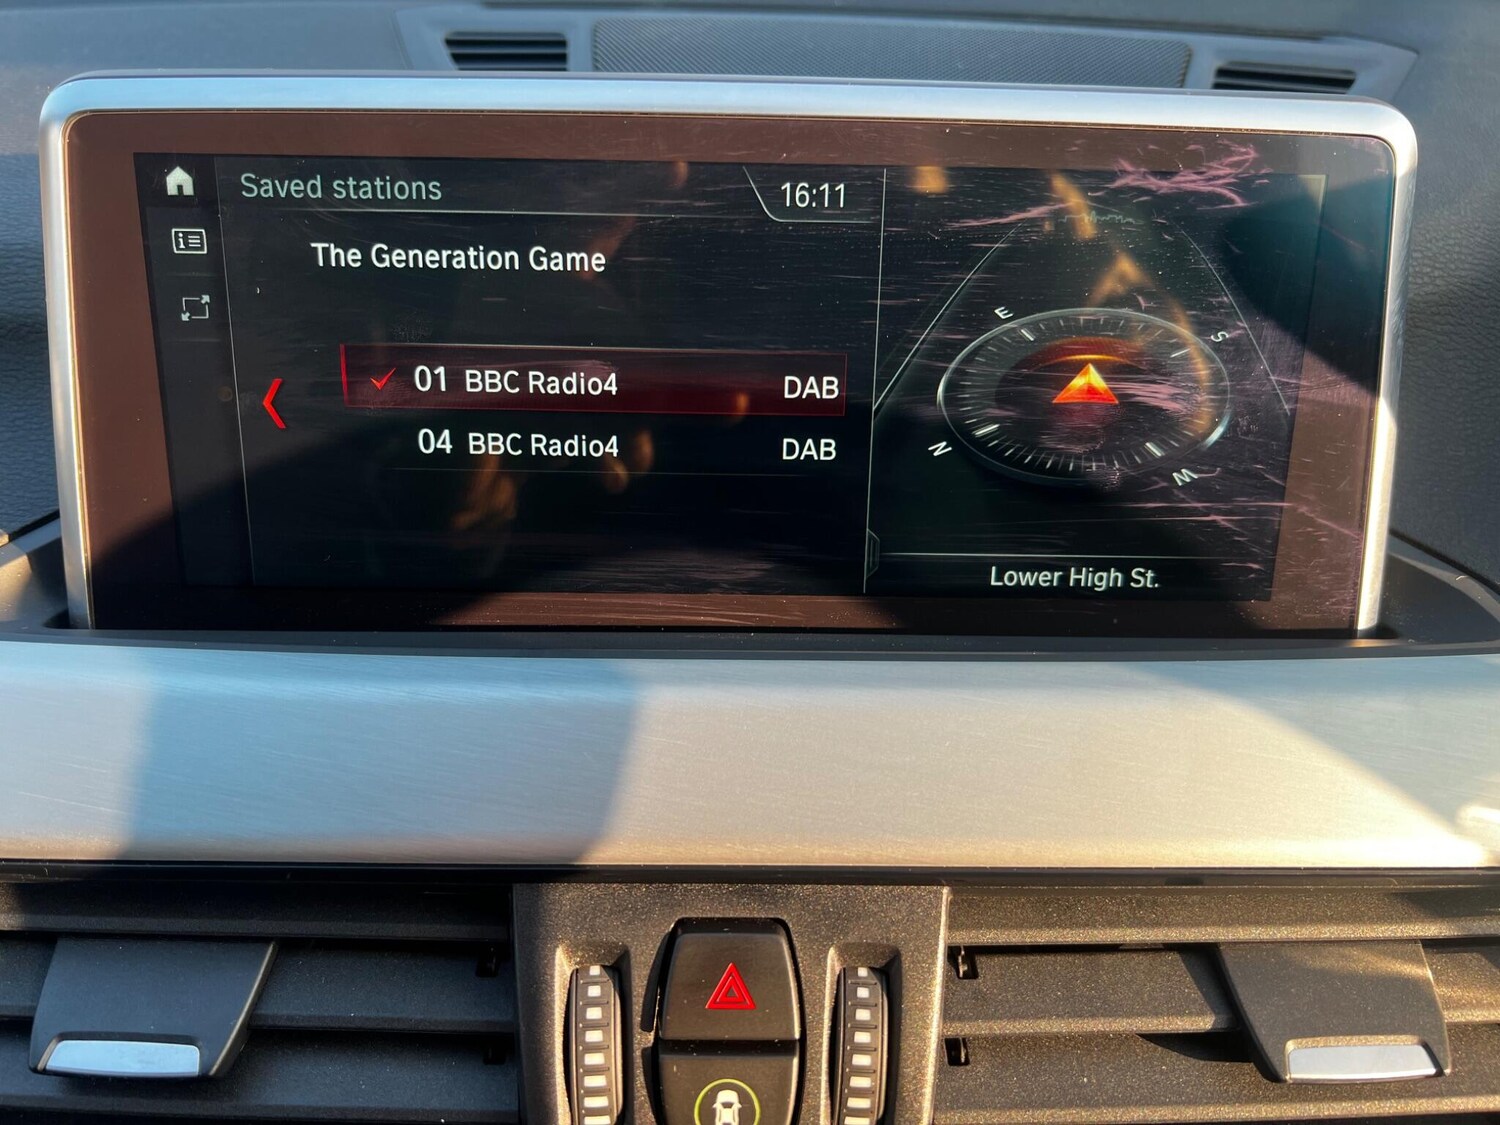 Saved stations
16:11
The Generation Game
01 BBC Radio4 DAB
04 BBC Radio4 DAB
E
S
N
W
Lower High St.